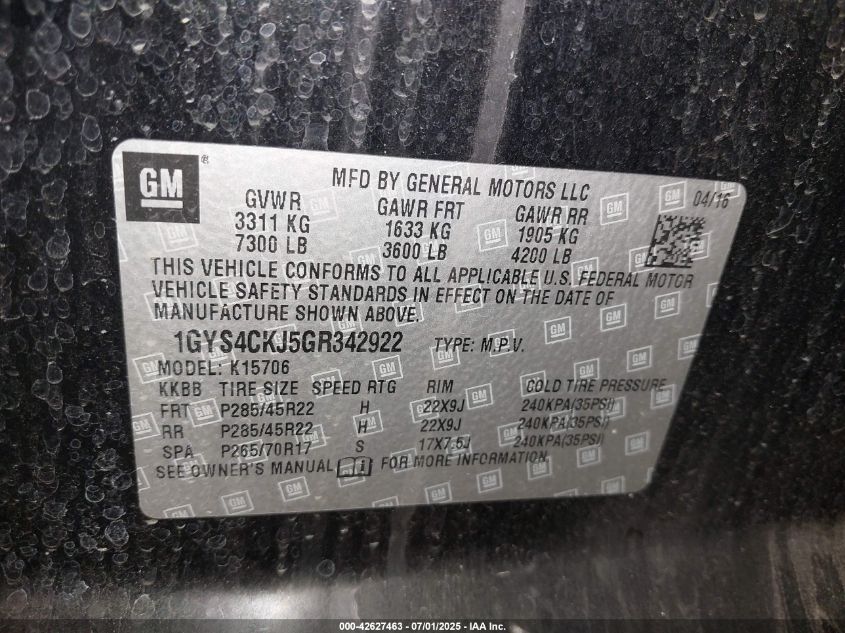 GM ®
MFD BY GENERAL MOTORS LLC
04/16
GVWR GAWR FRT GAWR RR
3311 KG 1633 KG 1905 KG
7300 LB 3600 LB 4200 LB
THIS VEHICLE CONFORMS TO ALL APPLICABLE U.S. FEDERAL MOTOR
VEHICLE SAFETY STANDARDS IN EFFECT ON THE DATE OF
MANUFACTURE SHOWN ABOVE.
1GYS4CKJ5GR342922 TYPE: M.P.V.
MODEL: K15706
KKBB TIRE SIZE SPEED RTG RIM COLD TIRE PRESSURE
FRT P285/45R22 H 22X9J 240KPA(35PSI)
RR P285/45R22 H 22X9J 240KPA(35PSI)
SPA P265/70R17 S 17X7.5J 240KPA(35PSI)
SEE OWNER'S MANUAL FOR MORE INFORMATION.
000-42627463 - 07/01/2025 - IAA Inc.